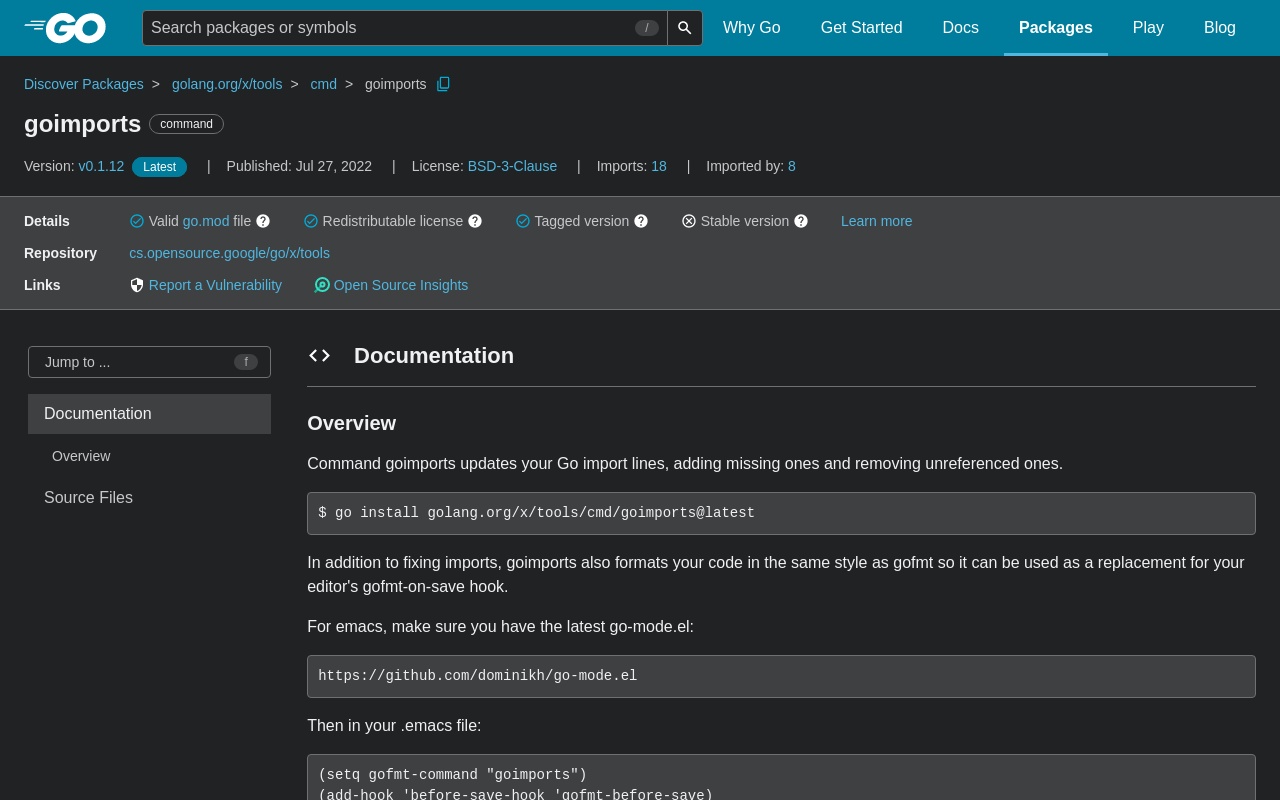 GO
Search packages or symbols /
Why Go
Get Started
Docs
Packages
Play
Blog
Discover Packages > golang.org/x/tools > cmd > goimports
goimports command
Version: v0.1.12 Latest | Published: Jul 27, 2022 | License: BSD-3-Clause | Imports: 18 | Imported by: 8
Details Valid go.mod file Redistributable license Tagged version Stable version Learn more
Repository cs.opensource.google/go/x/tools
Links Report a Vulnerability Open Source Insights
Jump to ... f
Documentation
Overview
Source Files
Documentation
Overview
Command goimports updates your Go import lines, adding missing ones and removing unreferenced ones.
$ go install golang.org/x/tools/cmd/goimports@latest
In addition to fixing imports, goimports also formats your code in the same style as gofmt so it can be used as a replacement for your
editor's gofmt-on-save hook.
For emacs, make sure you have the latest go-mode.el:
https://github.com/dominikh/go-mode.el
Then in your .emacs file:
(setq gofmt-command "goimports")
(add-hook 'before-save-hook 'gofmt-before-save)